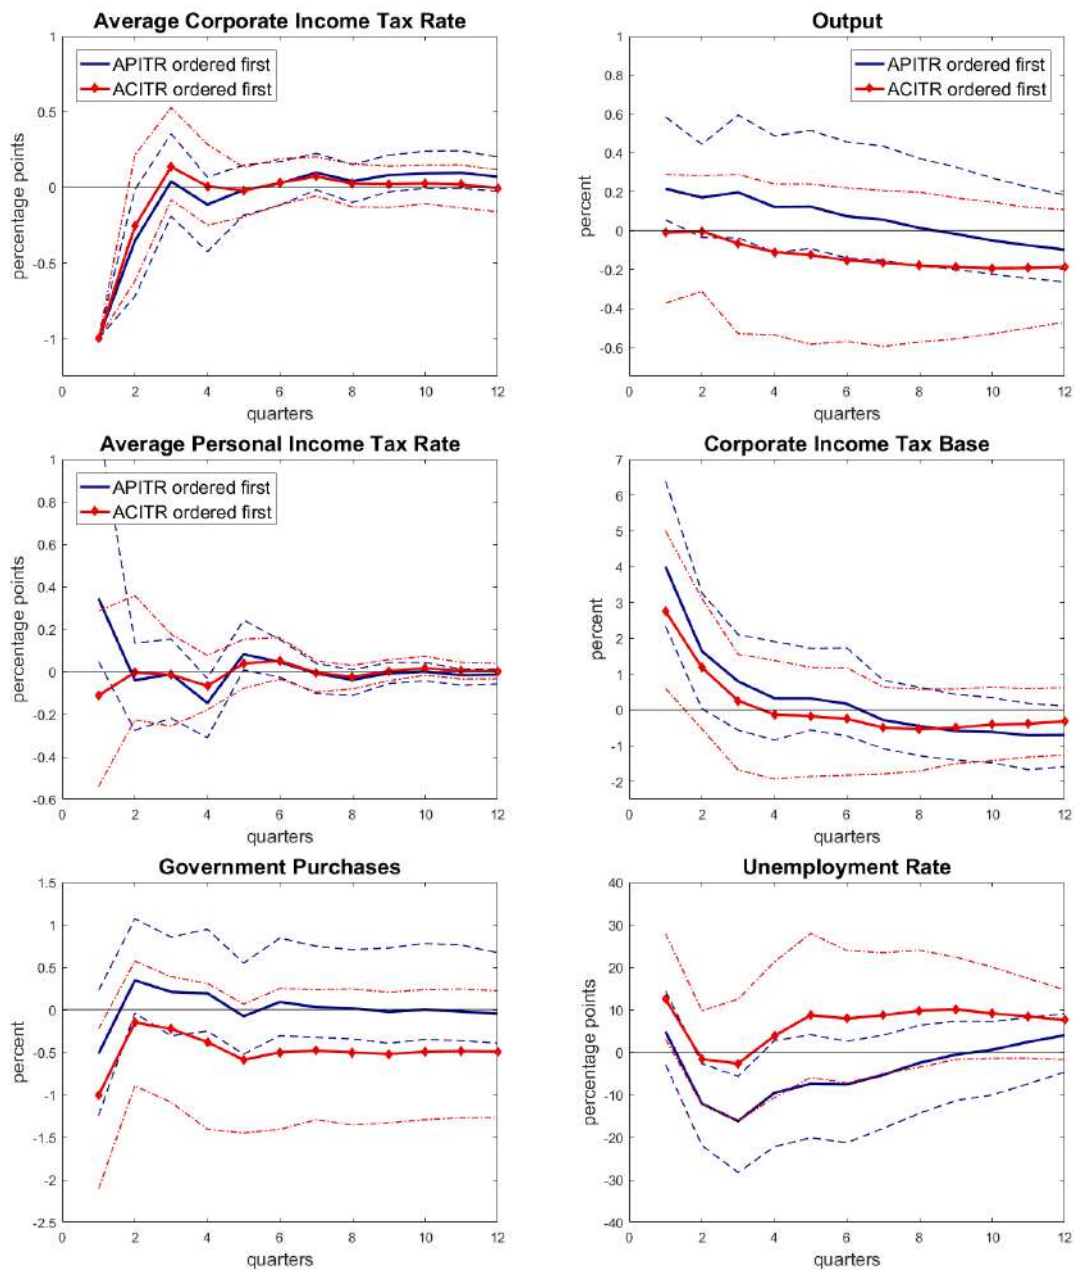 Average Corporate Income Tax Rate
1
0.5
0
-0.5
-1
percentage points
APITR ordered first
ACITR ordered first
0 2 4 6 8 10 12
quarters
Output
1
0.8
0.6
0.4
0.2
0
-0.2
-0.4
-0.6
percent
APITR ordered first
ACITR ordered first
0 2 4 6 8 10 12
quarters
Average Personal Income Tax Rate
1
0.8
0.6
0.4
0.2
0
-0.2
-0.4
-0.6
percentage points
APITR ordered first
ACITR ordered first
0 2 4 6 8 10 12
quarters
Corporate Income Tax Base
7
6
5
4
3
2
1
0
-1
-2
percent
0 2 4 6 8 10 12
quarters
Government Purchases
1.5
1
0.5
0
-0.5
-1
-1.5
-2
-2.5
percent
0 2 4 6 8 10 12
quarters
Unemployment Rate
40
30
20
10
0
-10
-20
-30
-40
percentage points
0 2 4 6 8 10 12
quarters